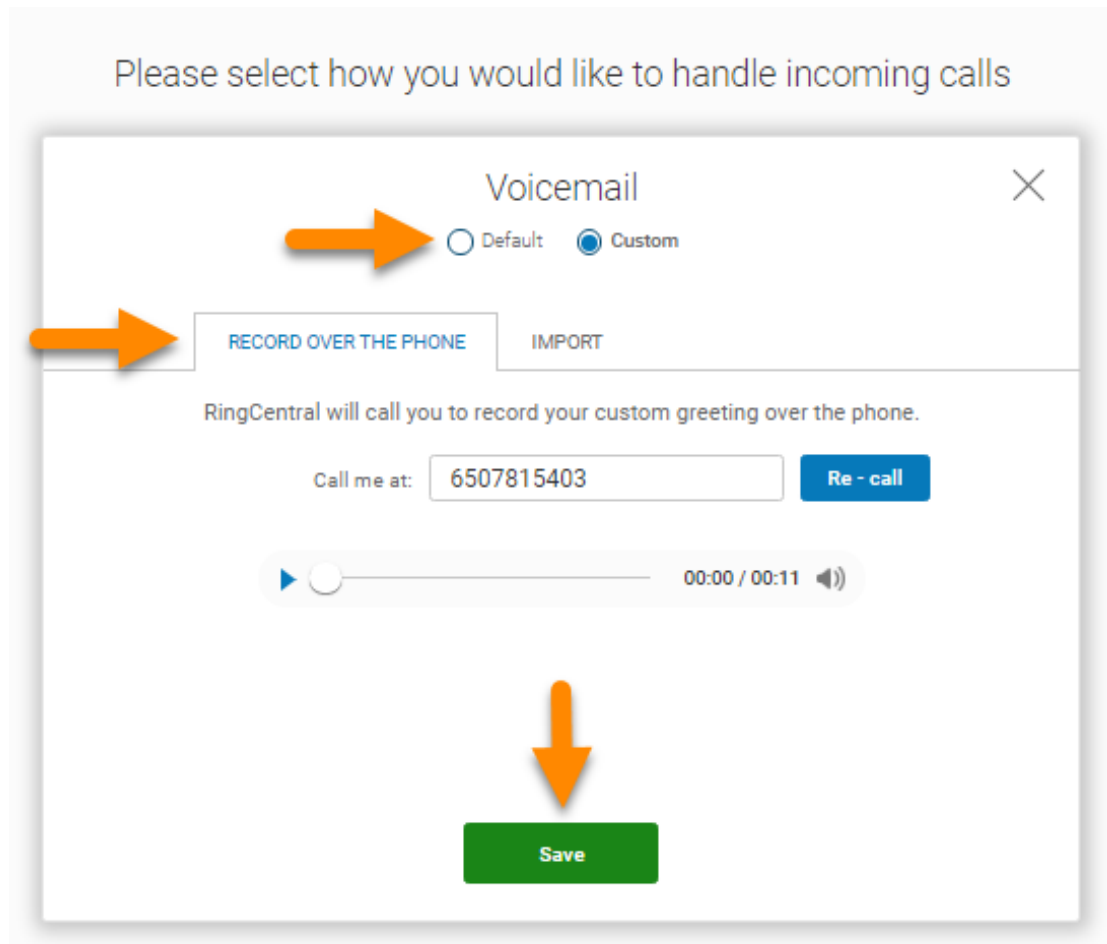 Please select how you would like to handle incoming calls
Voicemail
Default Custom
RECORD OVER THE PHONE IMPORT
RingCentral will call you to record your custom greeting over the phone.
Call me at: 6507815403 Re - call
00:00 / 00:11
Save